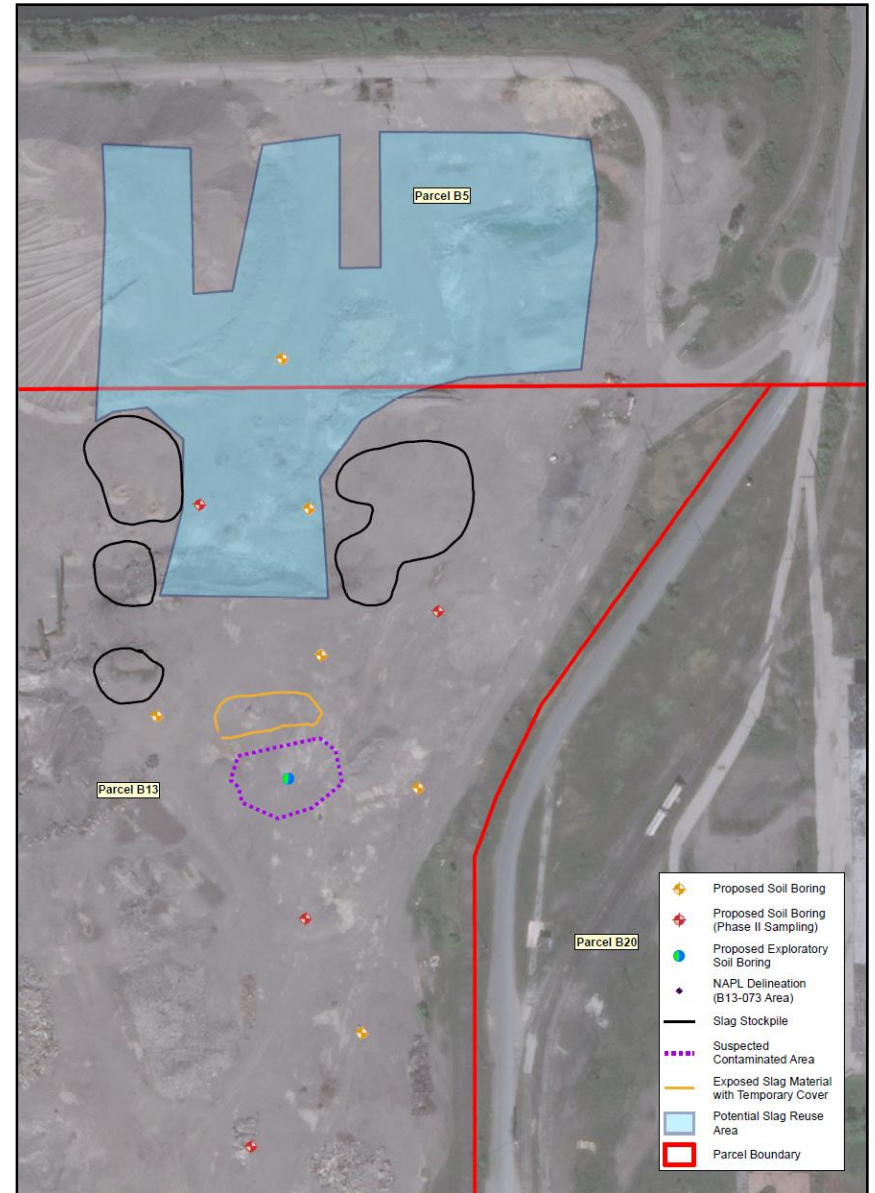 Parcel B5
Parcel B13
Parcel B20
Proposed Soil Boring
Proposed Soil Boring
(Phase II Sampling)
Proposed Exploratory
Soil Boring
NAPL Delineation
(B13-073 Area)
Slag Stockpile
Suspected
Contaminated Area
Exposed Slag Material
with Temporary Cover
Potential Slag Reuse
Area
Parcel Boundary